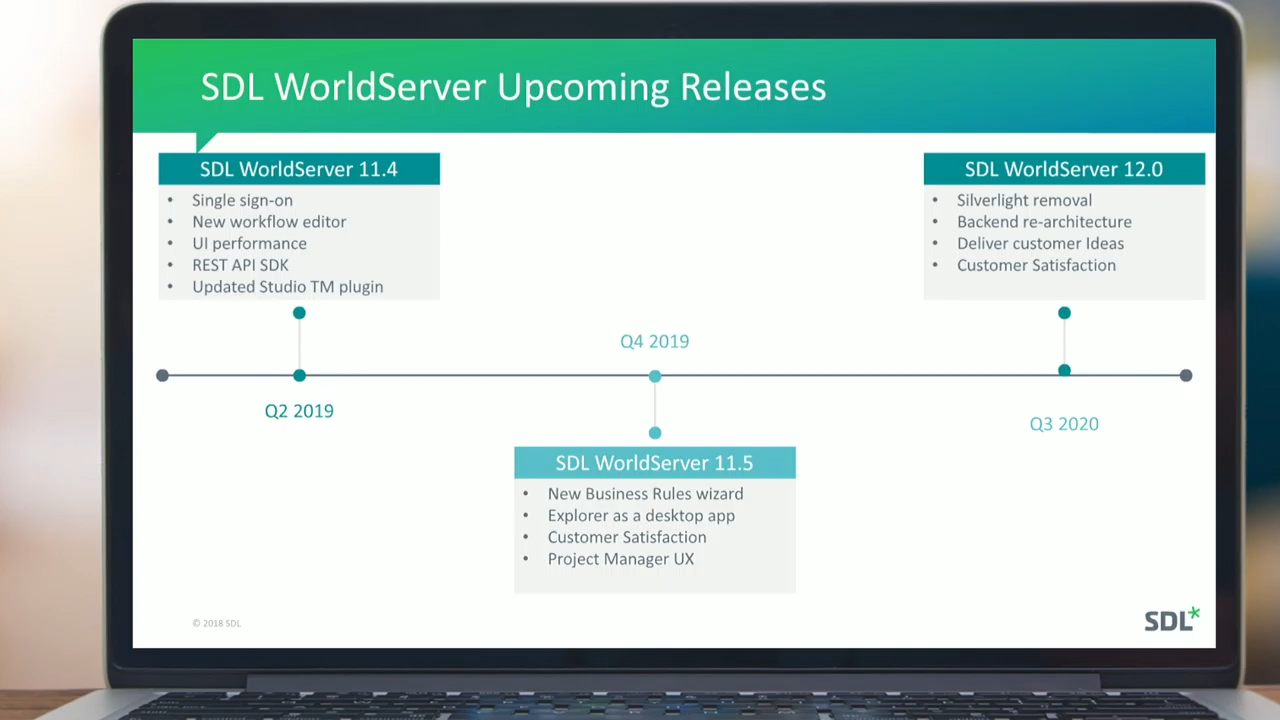 SDL WorldServer Upcoming Releases
SDL WorldServer 11.4
• Single sign-on
• New workflow editor
• UI performance
• REST API SDK
• Updated Studio TM plugin
SDL WorldServer 12.0
• Silverlight removal
• Backend re-architecture
• Deliver customer Ideas
• Customer Satisfaction
Q4 2019
Q2 2019
Q3 2020
SDL WorldServer 11.5
• New Business Rules wizard
• Explorer as a desktop app
• Customer Satisfaction
• Project Manager UX
© 2018 SDL
SDL*